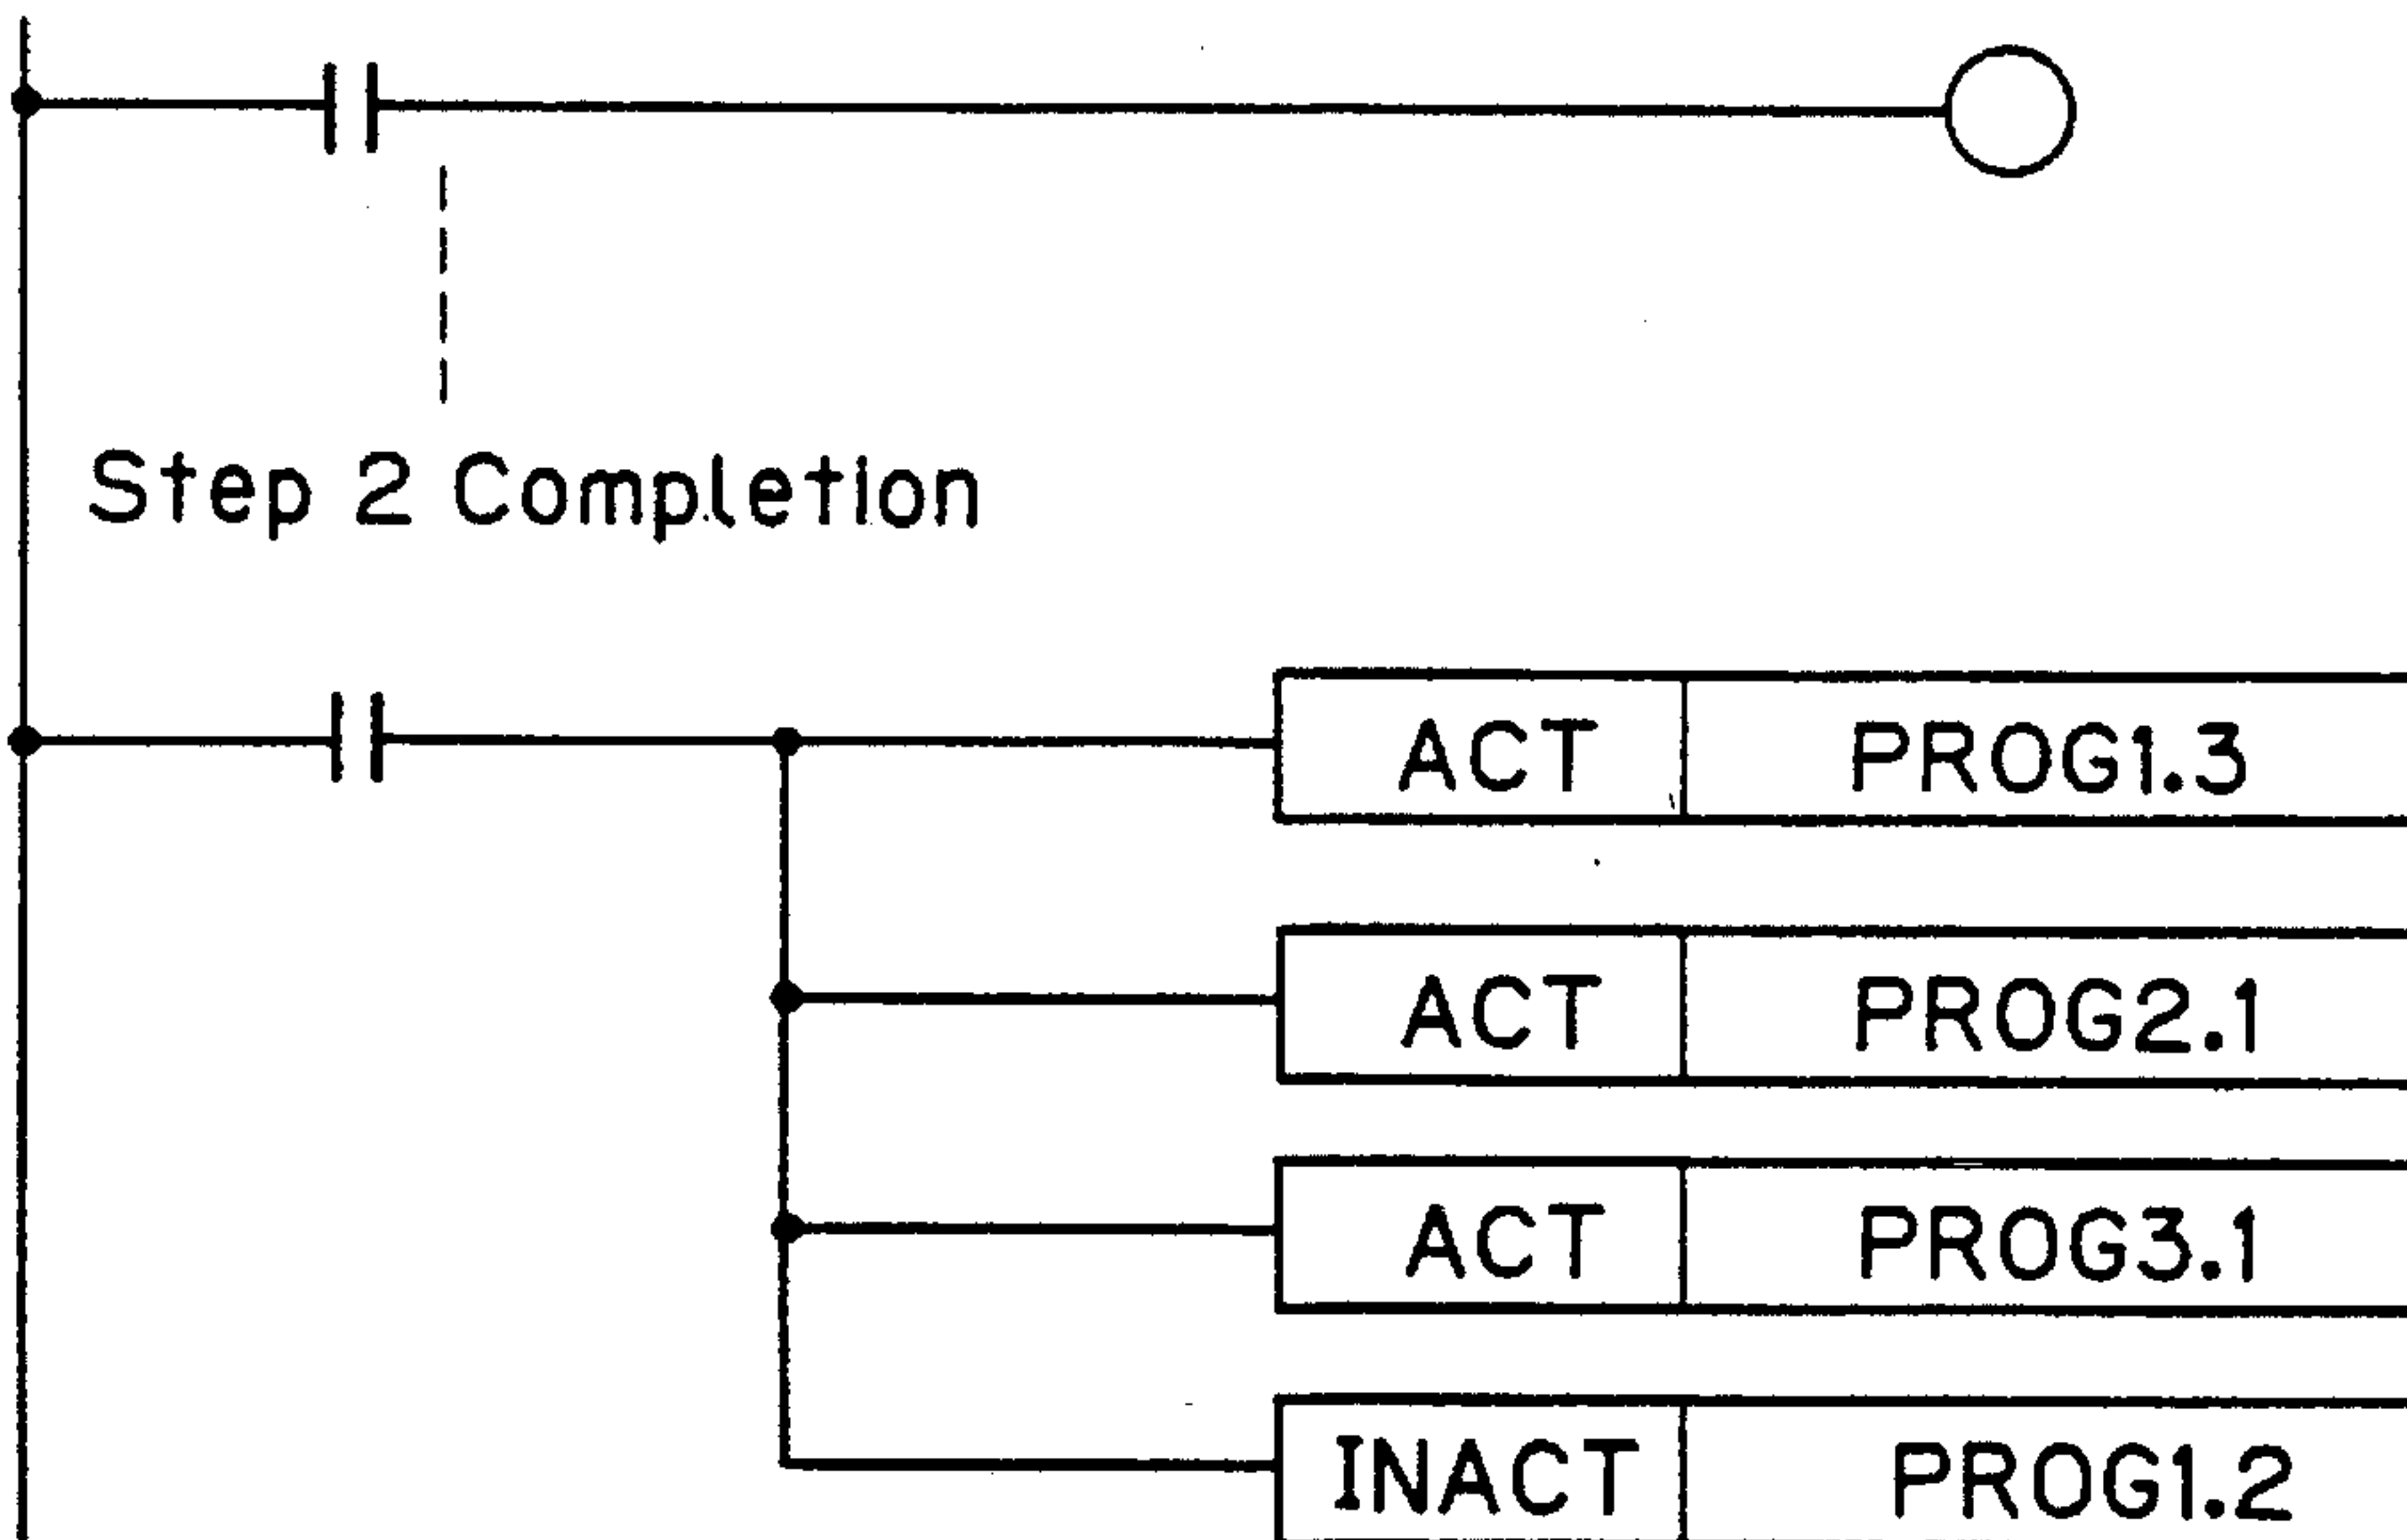 Step 2 Completion
ACT PROG1.3
ACT PROG2.1
ACT PROG3.1
INACT PROG1.2